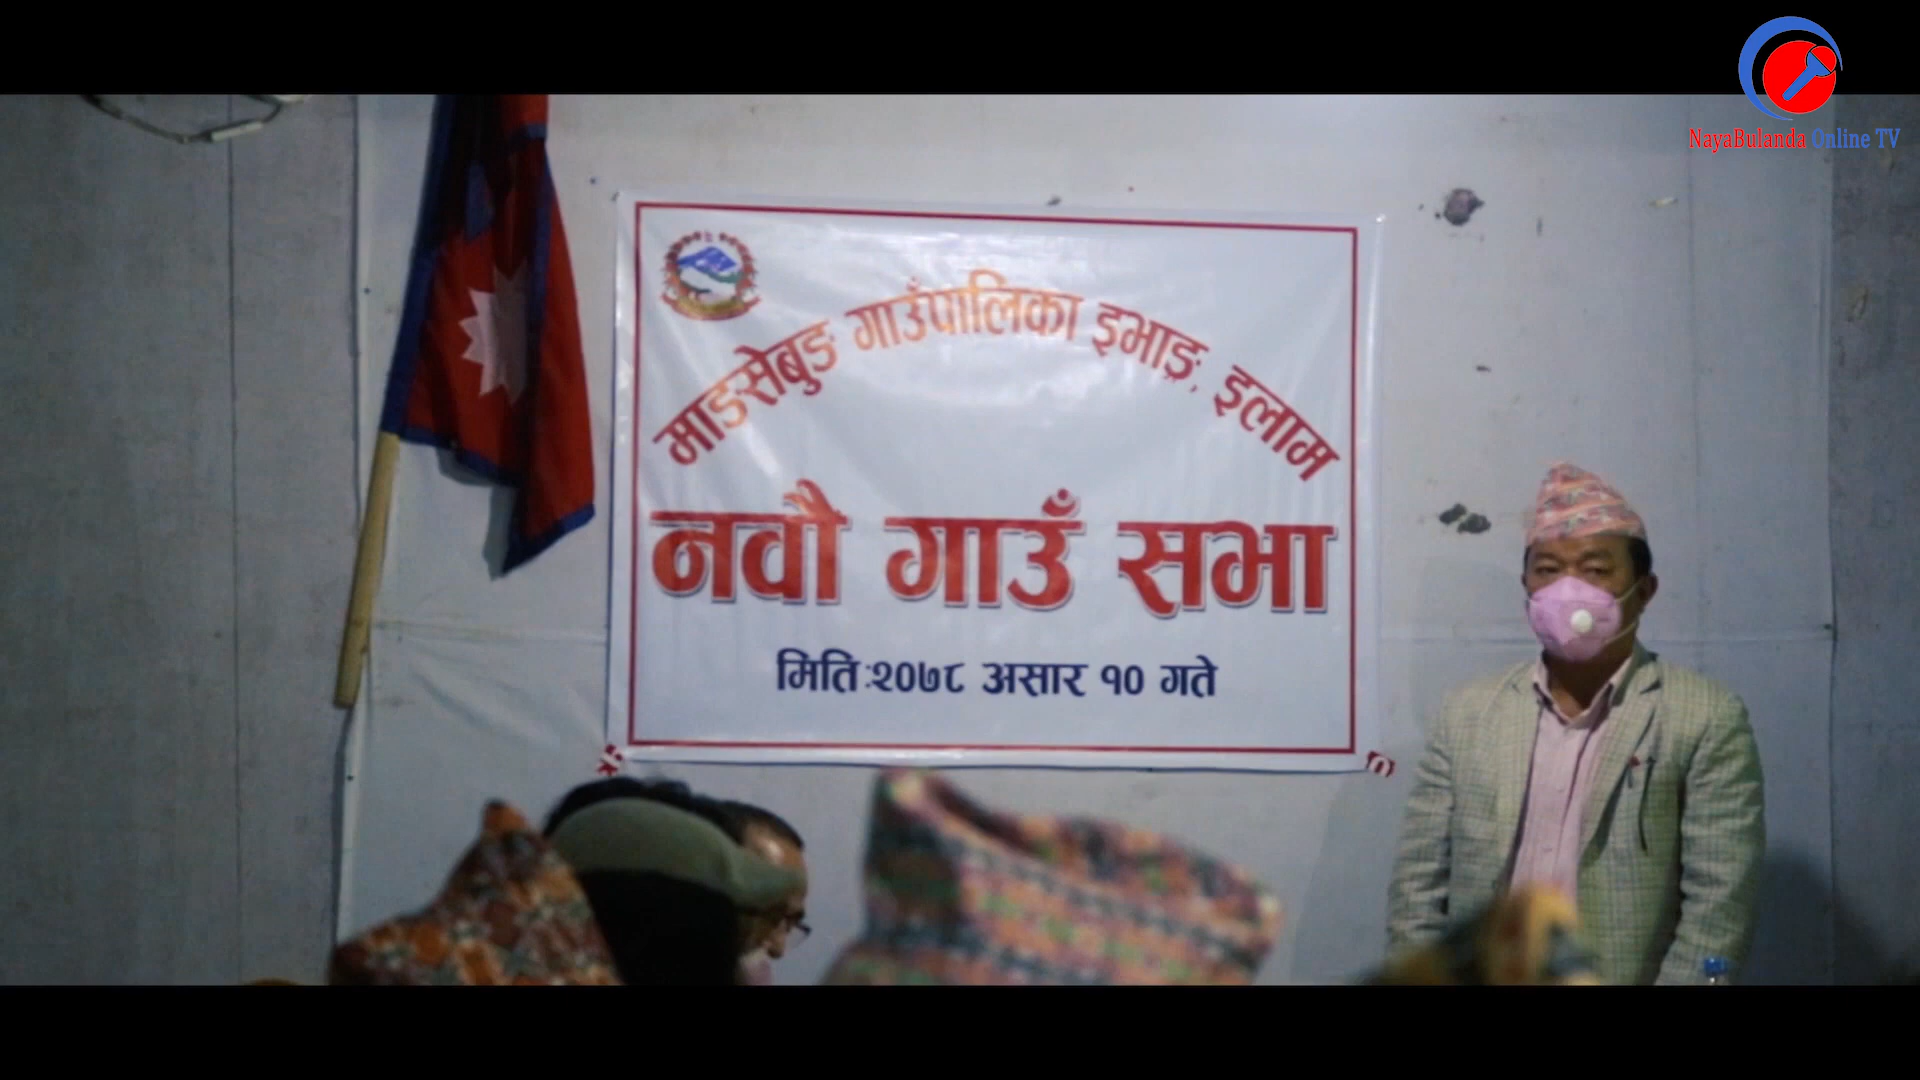 NayaBulanda Online TV
माङसेबुङ गाउँपालिका इभाङ, इलाम
नवौ गाउँ सभा
मिति:२०७८ असार १० गते